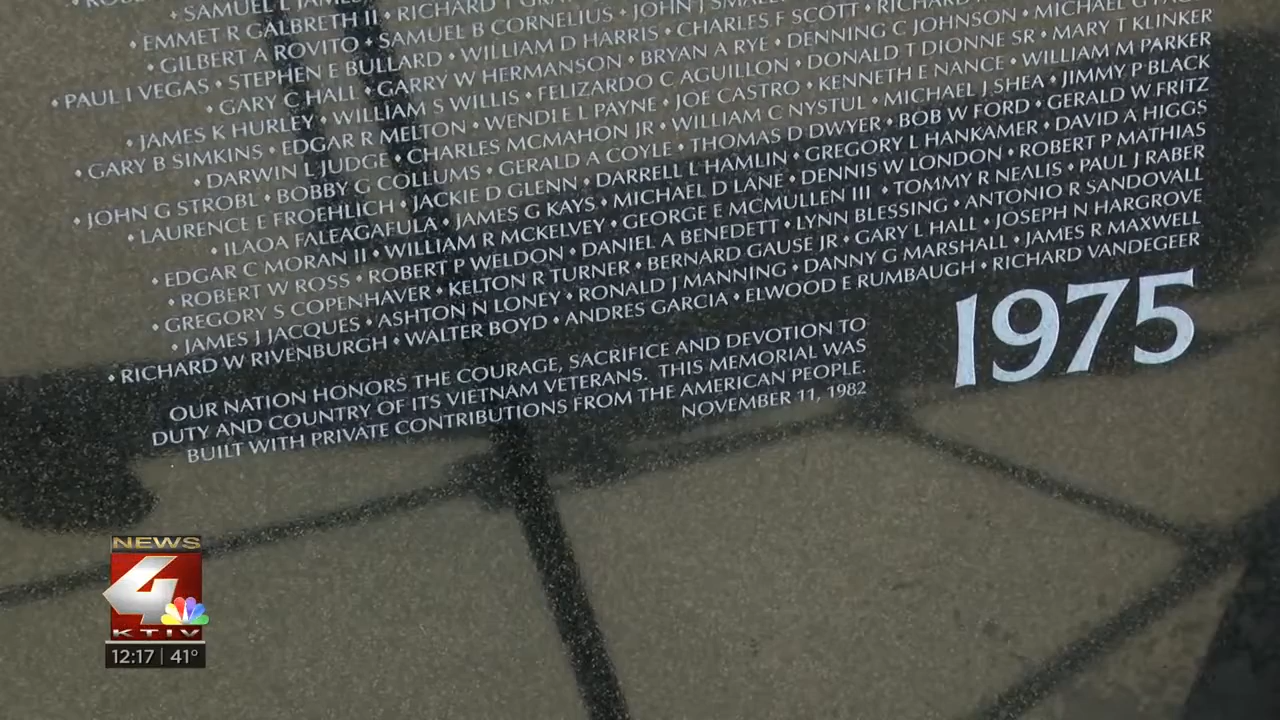 SAMUEL L JAMES
• EMMET R GALBRETH II • RICHARD T
• GILBERT A ROVITO • SAMUEL B CORNELIUS • JOHN J
• PAUL I VEGAS • STEPHEN E BULLARD • WILLIAM D HARRIS • CHARLES F SCOTT •
• GARY C HALL • GARRY W HERMANSON • BRYAN A RYE • DENNING C JOHNSON • MICHAEL
• JAMES K HURLEY • WILLIAM S WILLIS • FELIZARDO C AGUILLON • DONALD T DIONNE SR • MARY T KLINKER
• GARY B SIMKINS • EDGAR R MELTON • WENDI E L PAYNE • JOE CASTRO • KENNETH E NANCE • WILLIAM M PARKER
• DARWIN L JUDGE • CHARLES MCMAHON JR • WILLIAM C NYSTUL • MICHAEL J SHEA • JIMMY P BLACK
• JOHN G STROBL • BOBBY G COLLUMS • GERALD A COYLE • THOMAS D DWYER • BOB W FORD • GERALD W FRITZ
• LAURENCE E FROEHLICH • JACKIE D GLENN • DARRELL L HAMLIN • GREGORY L HANKAMER • DAVID A HIGGS
• ILAOA FALEAGAFULA • JAMES G KAYS • MICHAEL D LANE • DENNIS W LONDON • ROBERT P MATHIAS
• EDGAR C MORAN II • WILLIAM R MCKELVEY • GEORGE E MCMULLEN III • TOMMY R NEALIS • PAUL J RABER
• ROBERT W ROSS • ROBERT P WELDON • DANIEL A BENEDETT • LYNN BLESSING • ANTONIO R SANDOVALL
• GREGORY S COPENHAVER • KELTON R TURNER • BERNARD GAUSE JR • GARY L HALL • JOSEPH N HARGROVE
• JAMES J JACQUES • ASHTON N LONEY • RONALD J MANNING • DANNY G MARSHALL • JAMES R MAXWELL
• RICHARD W RIVENBURGH • WALTER BOYD • ANDRES GARCIA • ELWOOD E RUMBAUGH • RICHARD VANDEGEER
1975
OUR NATION HONORS THE COURAGE, SACRIFICE AND DEVOTION TO
DUTY AND COUNTRY OF ITS VIETNAM VETERANS. THIS MEMORIAL WAS
BUILT WITH PRIVATE CONTRIBUTIONS FROM THE AMERICAN PEOPLE.
NOVEMBER 11, 1982
NEWS
4
KTIV
12:17 | 41°